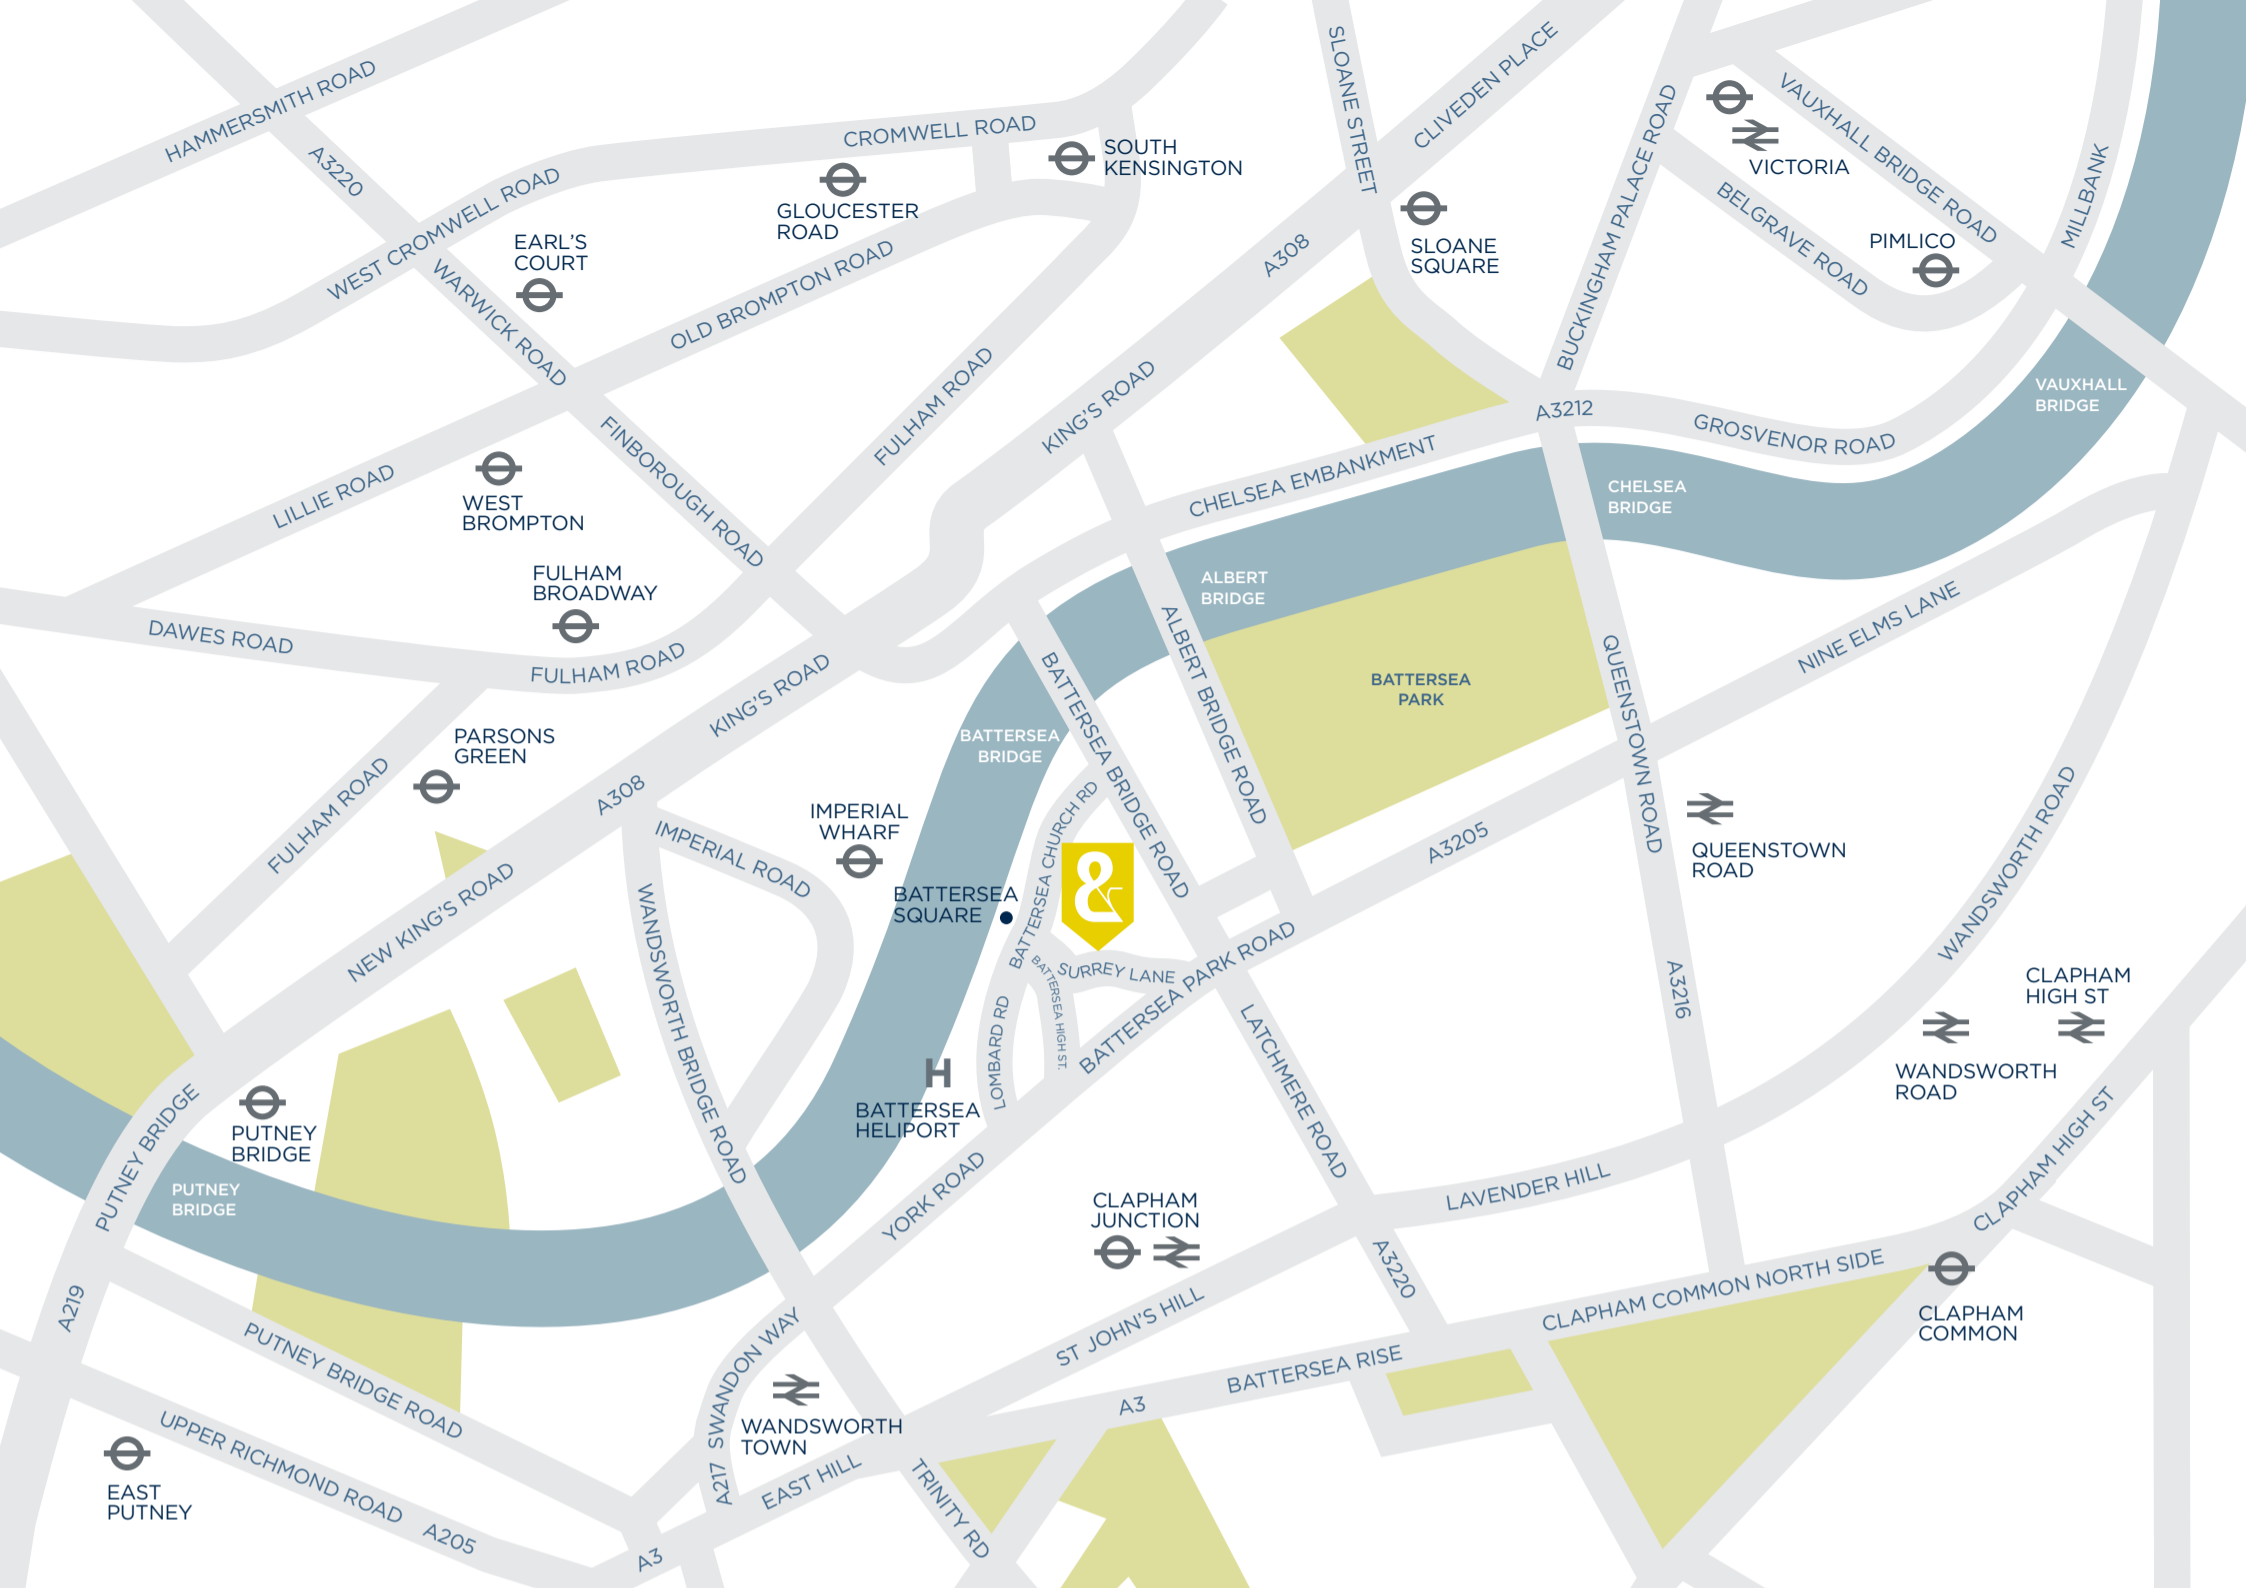 HAMMERSMITH ROAD
A3220
WEST CROMWELL ROAD
CROMWELL ROAD
SOUTH
KENSINGTON
GLOUCESTER
ROAD
EARL'S
COURT
WARWICK ROAD
OLD BROMPTON ROAD
SLOANE STREET
CLIVEDEN PLACE
A308
SLOANE
SQUARE
BUCKINGHAM PALACE ROAD
VICTORIA
VAUXHALL BRIDGE ROAD
BELGRAVE ROAD
PIMLICO
MILLBANK
VAUXHALL
BRIDGE
KING'S ROAD
FULHAM ROAD
FINBOROUGH ROAD
LILLIE ROAD
WEST
BROMPTON
A3212
GROSVENOR ROAD
CHELSEA EMBANKMENT
CHELSEA
BRIDGE
ALBERT
BRIDGE
FULHAM
BROADWAY
DAWES ROAD
FULHAM ROAD
KING'S ROAD
BATTERSEA BRIDGE ROAD
ALBERT BRIDGE ROAD
BATTERSEA
PARK
QUEENSTOWN ROAD
NINE ELMS LANE
PARSONS
GREEN
FULHAM ROAD
A308
BATTERSEA
BRIDGE
IMPERIAL
WHARF
IMPERIAL ROAD
BATTERSEA CHURCH RD
&
BATTERSEA
SQUARE
A3205
QUEENSTOWN
ROAD
WANDSWORTH ROAD
NEW KING'S ROAD
WANDSWORTH BRIDGE ROAD
SURREY LANE
BATTERSEA HIGH ST.
BATTERSEA PARK ROAD
LOMBARD RD
A3216
CLAPHAM
HIGH ST
WANDSWORTH
ROAD
H
BATTERSEA
HELIPORT
LATCHMERE ROAD
PUTNEY BRIDGE
PUTNEY
BRIDGE
PUTNEY
BRIDGE
YORK ROAD
CLAPHAM
JUNCTION
LAVENDER HILL
CLAPHAM HIGH ST
A3220
CLAPHAM COMMON NORTH SIDE
CLAPHAM
COMMON
A219
PUTNEY BRIDGE ROAD
SWANDON WAY
A217
ST JOHN'S HILL
BATTERSEA RISE
A3
WANDSWORTH
TOWN
UPPER RICHMOND ROAD
A205
EAST
PUTNEY
EAST HILL
TRINITY RD
A3